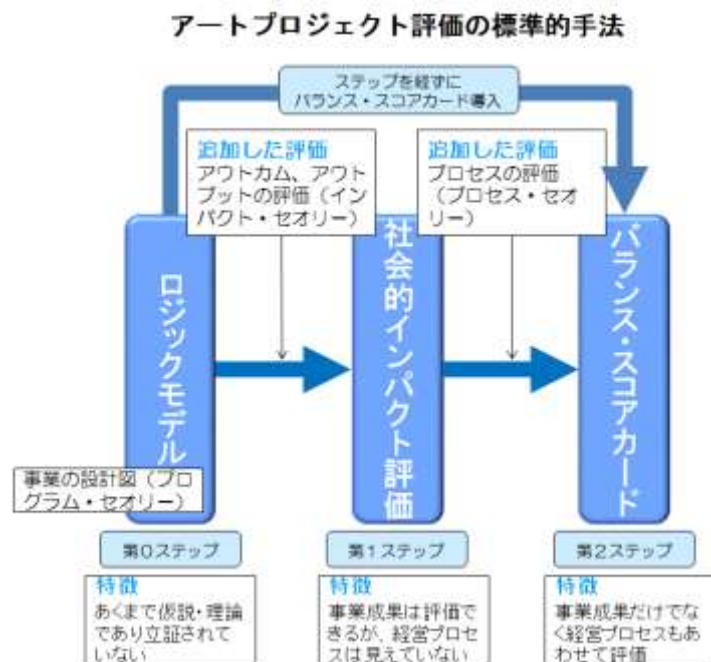 アートプロジェクト評価の標準的手法
ステップを経ずに
バランス・スコアカード導入
追加した評価
アウトカム、アウト
プットの評価（イン
パクト・セオリー）
追加した評価
プロセスの評価
（プロセス・セオ
リー）
ロジックモデル
社会的インパクト評価
バランス・スコアカード
事業の設計図（プロ
グラム・セオリー）
第0ステップ
第1ステップ
第2ステップ
特徴
あくまで仮説・理論
であり立証されて
いない
特徴
事業成果は評価で
きるが、経営プロセ
スは見えていない
特徴
事業成果だけでな
く経営プロセスもあ
わせて評価